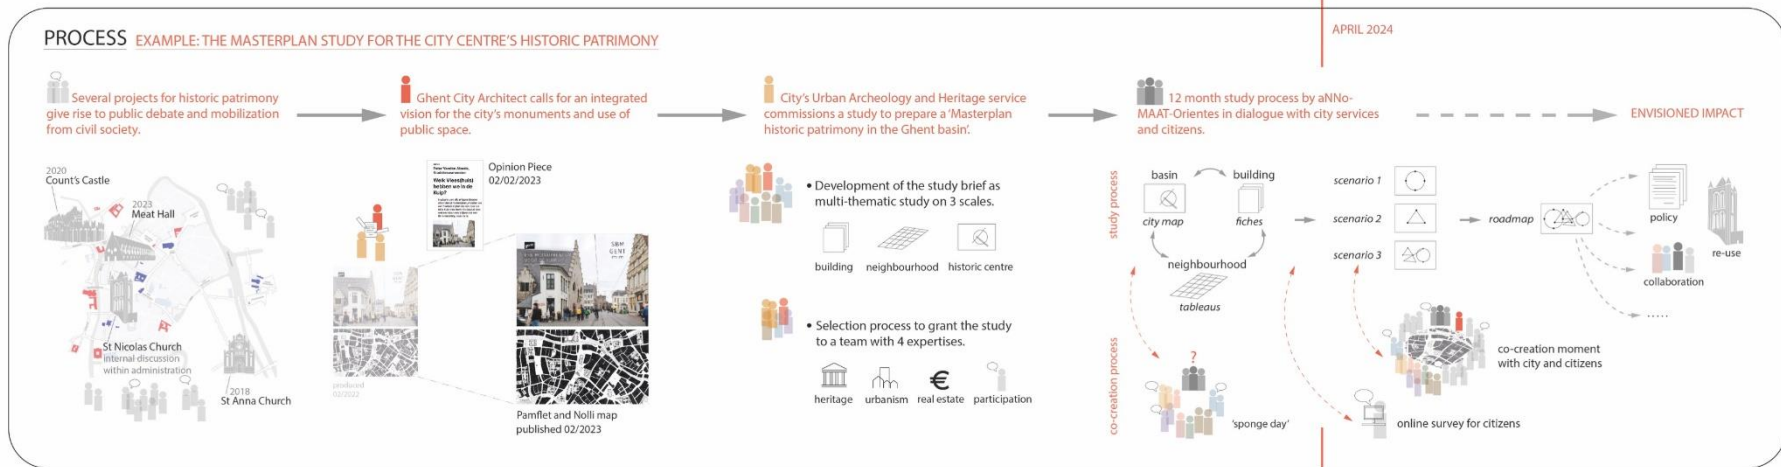 PROCESS EXAMPLE: THE MASTERPLAN STUDY FOR THE CITY CENTRE'S HISTORIC PATRIMONY
APRIL 2024
Several projects for historic patrimony
give rise to public debate and mobilization
from civil society.
2020
Count's Castle
2023
Meat Hall
St Nicolas Church
internal discussion
within administration
2018
St Anna Church
Ghent City Architect calls for an integrated
vision for the city's monuments and use of
public space.
Opinion Piece
02/02/2023
hebben we in de
Kuip?
produced
02/2022
Pamflet and Nolli map
published 02/2023
City's Urban Archeology and Heritage service
commissions a study to prepare a 'Masterplan
historic patrimony in the Ghent basin'.
• Development of the study brief as
multi-thematic study on 3 scales.
building neighbourhood historic centre
• Selection process to grant the study
to a team with 4 expertises.
€
heritage urbanism real estate participation
12 month study process by aNNo-
MAAT-Orientes in dialogue with city services
and citizens.
study process
basin building
city map fiches
neighbourhood
tableaus
scenario 1
scenario 2
scenario 3
roadmap
co-creation process
?
'sponge day'
online survey for citizens
co-creation moment
with city and citizens
ENVISIONED IMPACT
policy
re-use
collaboration
.....